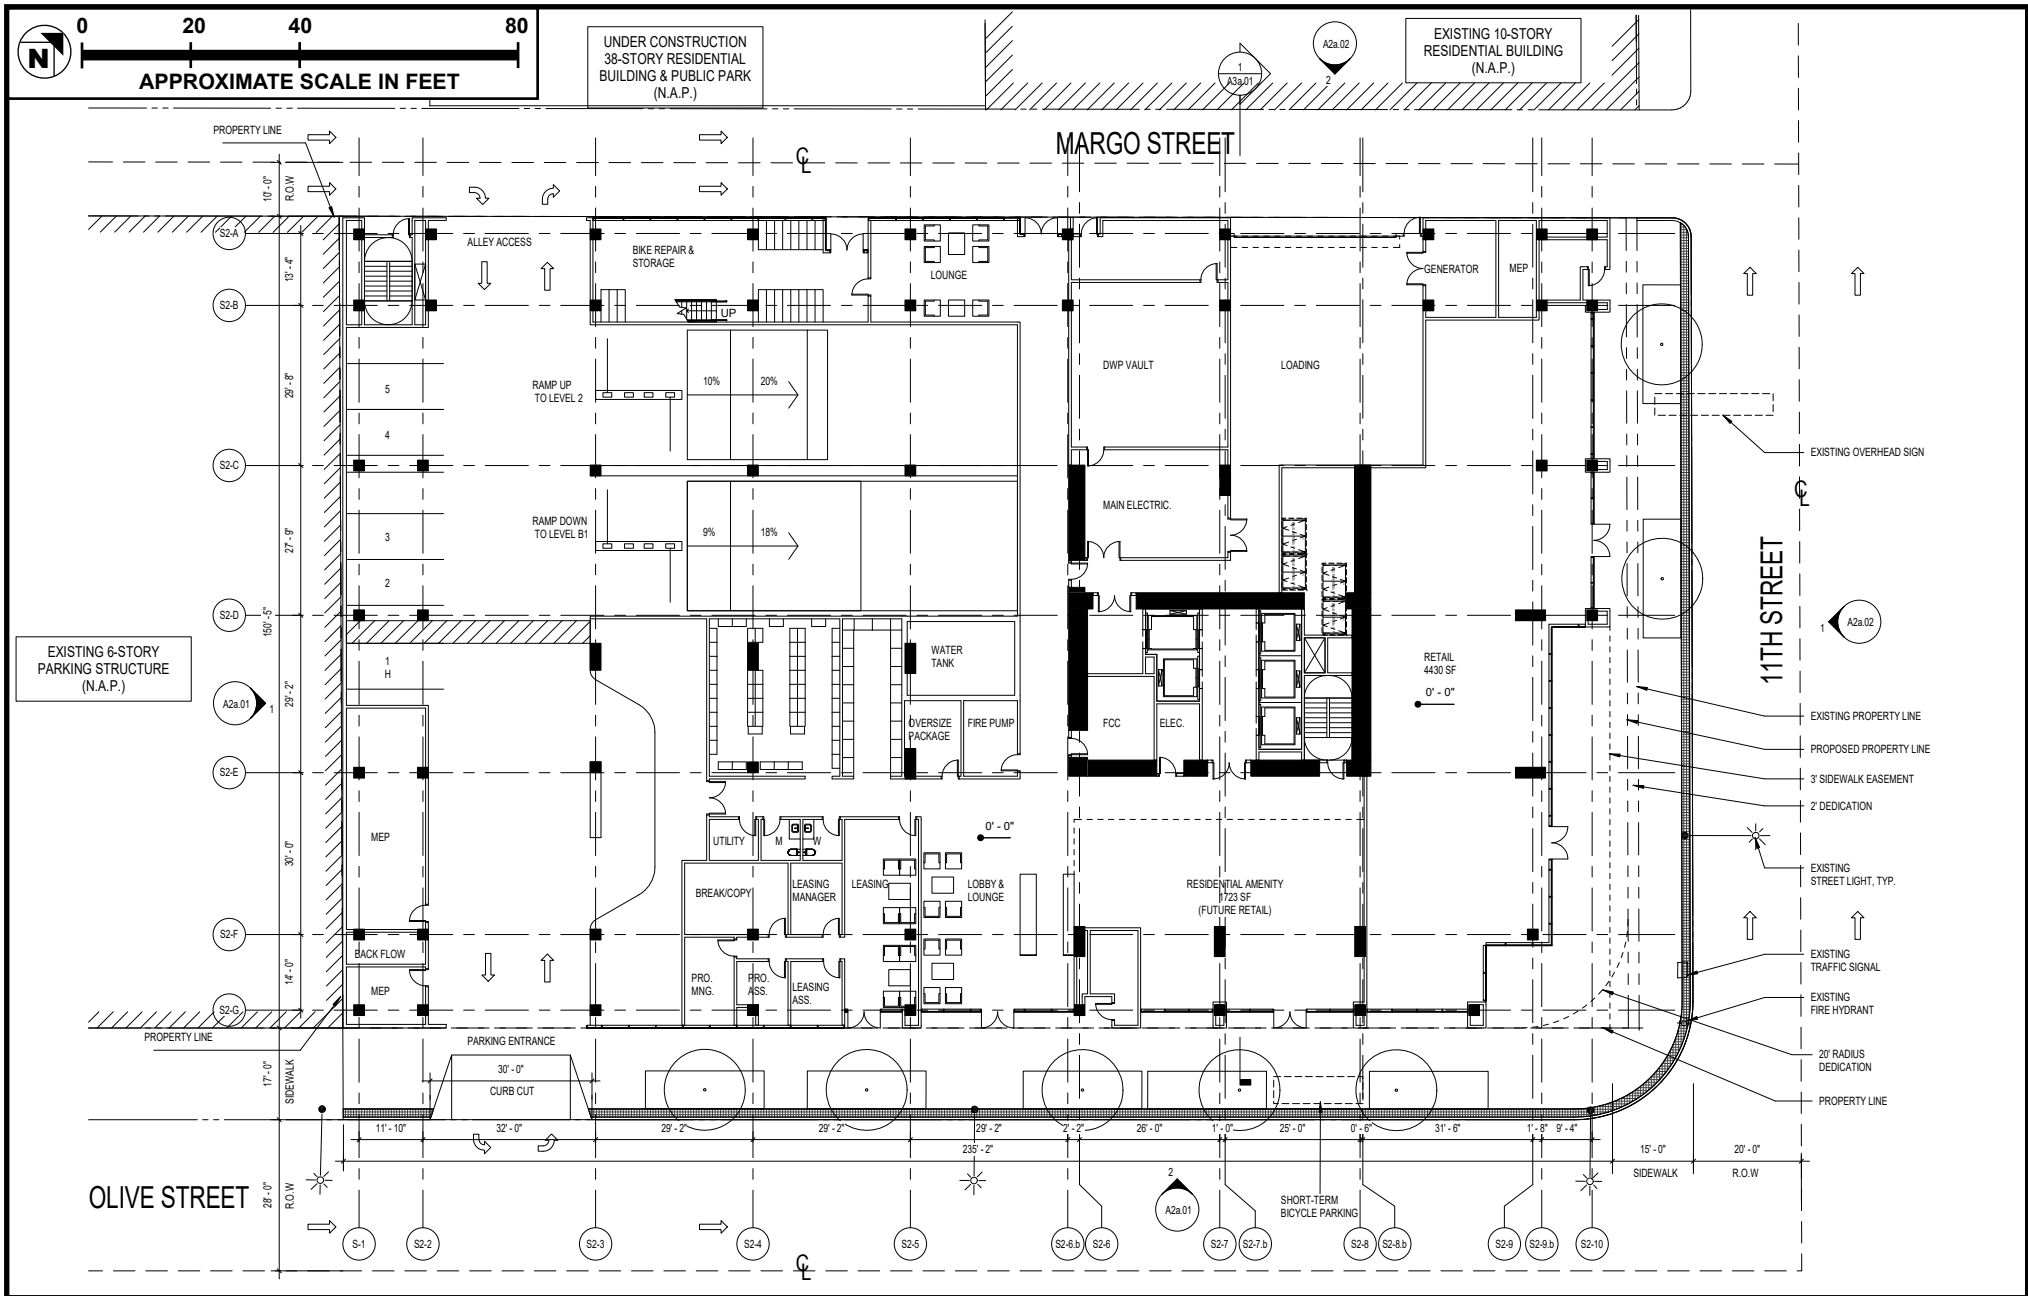 0 20 40 80
N
APPROXIMATE SCALE IN FEET
UNDER CONSTRUCTION
38-STORY RESIDENTIAL
BUILDING & PUBLIC PARK
(N.A.P.)
1
A3a.01
A2a.02
2
EXISTING 10-STORY
RESIDENTIAL BUILDING
(N.A.P.)
PROPERTY LINE
MARGO STREET
10' - 0"
R.O.W
S2-A
ALLEY ACCESS
BIKE REPAIR &
STORAGE
LOUNGE
GENERATOR
MEP
13' - 4"
S2-B
UP
29' - 8"
5
RAMP UP
TO LEVEL 2
10%
20%
DWP VAULT
LOADING
4
S2-C
EXISTING OVERHEAD SIGN
MAIN ELECTRIC.
27' - 9"
3
RAMP DOWN
TO LEVEL B1
9%
18%
2
11TH STREET
S2-D
150' - 5"
A2a.02
1
EXISTING 6-STORY
PARKING STRUCTURE
(N.A.P.)
1
H
WATER
TANK
RETAIL
4430 SF
0' - 0"
A2a.01
1
29' - 2"
OVERSIZE
PACKAGE
FIRE PUMP
FCC
ELEC.
EXISTING PROPERTY LINE
PROPOSED PROPERTY LINE
3' SIDEWALK EASEMENT
2' DEDICATION
S2-E
MEP
30' - 0"
UTILITY
M
W
0' - 0"
BREAK/COPY
LEASING
MANAGER
LEASING
LOBBY &
LOUNGE
RESIDENTIAL AMENITY
1723 SF
(FUTURE RETAIL)
EXISTING
STREET LIGHT, TYP.
S2-F
BACK FLOW
14' - 0"
MEP
PRO.
MNG.
PRO.
ASS.
LEASING
ASS.
EXISTING
TRAFFIC SIGNAL
EXISTING
FIRE HYDRANT
S2-G
PROPERTY LINE
PARKING ENTRANCE
20' RADIUS
DEDICATION
17' - 0"
SIDEWALK
30' - 0"
CURB CUT
PROPERTY LINE
11' - 10"
32' - 0"
29' - 2"
29' - 2"
29' - 2"
2' - 2"
26' - 0"
1' - 0"
25' - 0"
0' - 6"
31' - 6"
1' - 8"
9' - 4"
235' - 2"
15' - 0"
SIDEWALK
20' - 0"
R.O.W
OLIVE STREET
28' - 0"
R.O.W
2
A2a.01
SHORT-TERM
BICYCLE PARKING
S-1
S2-2
S2-3
S2-4
S2-5
S2-6.b
S2-6
S2-7
S2-7.b
S2-8
S2-8.b
S2-9
S2-9.b
S2-10